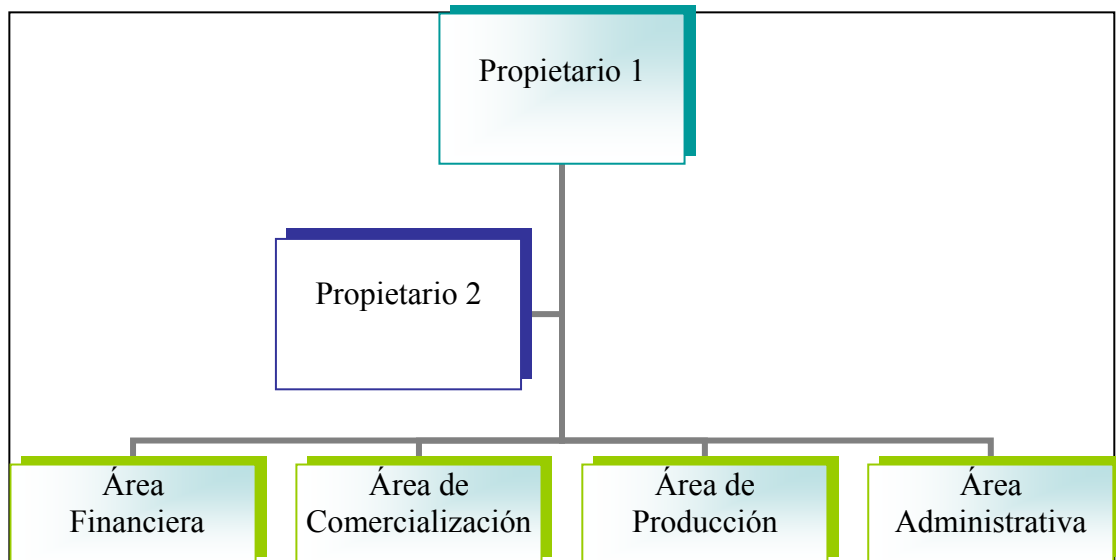 Propietario 1
Propietario 2
Área
Financiera
Área de
Comercialización
Área de
Producción
Área
Administrativa